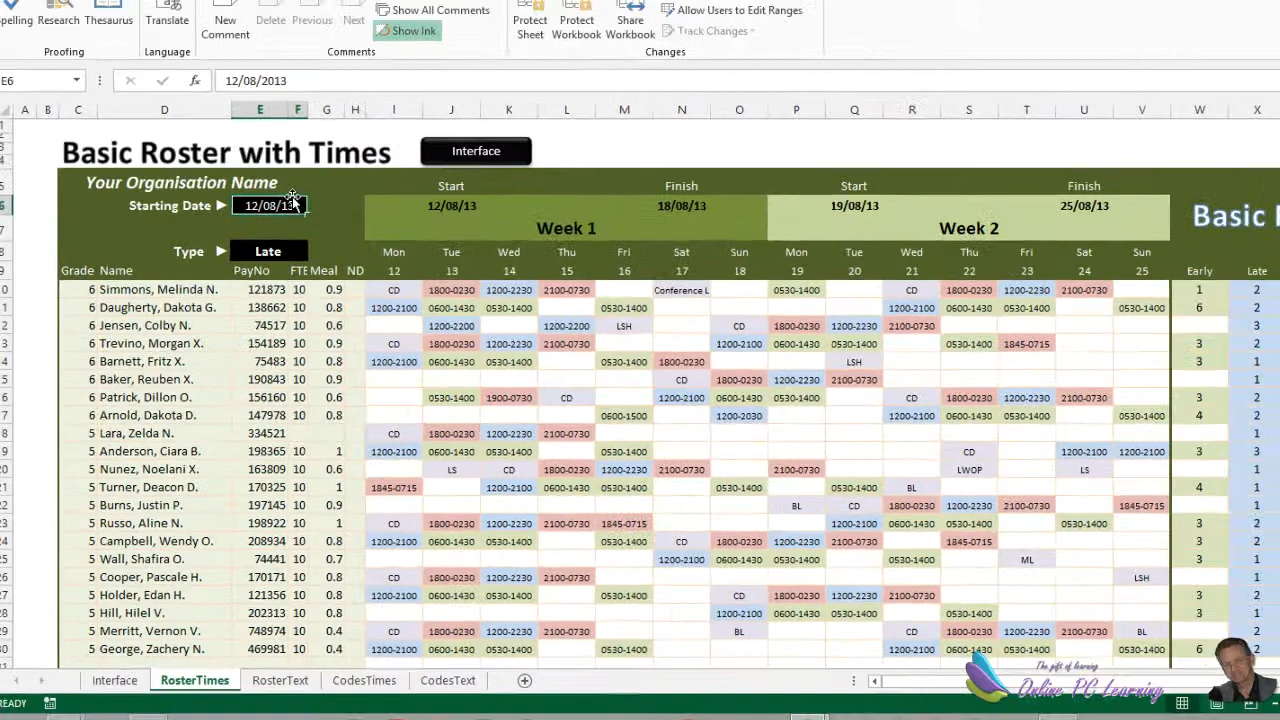 Spelling Research Thesaurus Translate New Comment Delete Previous Next Show All Comments Show Ink Protect Sheet Protect Workbook Share Workbook Allow Users to Edit Ranges Track Changes
Proofing Language Comments Changes
E6 fx 12/08/2013
A B C D E F G H I J K L M N O P Q R S T U V W X
Basic Roster with Times Interface
Your Organisation Name Start Finish Start Finish
Starting Date 12/08/13 12/08/13 18/08/13 19/08/13 25/08/13
Week 1 Week 2
Type Late Mon Tue Wed Thu Fri Sat Sun Mon Tue Wed Thu Fri Sat Sun
Grade Name PayNo FTE Meal ND 12 13 14 15 16 17 18 19 20 21 22 23 24 25 Early Late
6 Simmons, Melinda N. 121873 10 0.9 CD 1800-0230 1200-2230 2100-0730 Conference L 0530-1400 CD 1800-0230 1200-2230 2100-0730 1 2
6 Daugherty, Dakota G. 138662 10 0.8 1200-2100 0600-1430 0530-1400 0530-1400 1200-2100 0600-1430 0530-1400 6 2
6 Jensen, Colby N. 74517 10 0.6 1200-2200 1200-2200 LSH CD 1800-0230 1200-2230 2100-0730 3
6 Trevino, Morgan X. 154189 10 0.9 CD 1800-0230 1200-2230 2100-0730 1200-2100 0600-1430 0530-1400 0530-1400 1845-0715 3 2
6 Barnett, Fritz X. 75483 10 0.8 1200-2100 0600-1430 0530-1400 0530-1400 1800-0230 LSH 3 1
6 Baker, Reuben X. 190843 10 0.9 CD 1800-0230 1200-2230 2100-0730 1
6 Patrick, Dillon O. 156160 10 0.6 0530-1400 1900-0730 CD 1200-2100 0600-1430 0530-1400 CD 1800-0230 1200-2230 2100-0730 3 2
6 Arnold, Dakota D. 147978 10 0.8 0600-1500 1200-2030 1200-2100 0600-1430 0530-1400 0530-1400 4 2
5 Lara, Zelda N. 334521 CD 1800-0230 1200-2230 2100-0730 1
5 Anderson, Ciara B. 198365 10 1 1200-2100 0600-1430 0530-1400 0530-1400 CD 1200-2100 1200-2100 3 3
5 Nunez, Noelani X. 163809 10 0.6 LS CD 1800-0230 1200-2230 2100-0730 2100-0730 LWOP LS 1
5 Turner, Deacon D. 170325 10 1 1845-0715 1200-2100 0600-1430 0530-1400 0530-1400 0530-1400 BL 4 1
5 Burns, Justin P. 197145 10 0.9 BL CD 1800-0230 1200-2230 2100-0730 1845-0715 1
5 Russo, Aline N. 198922 10 1 CD 1800-0230 1200-2230 2100-0730 1845-0715 1200-2100 0600-1430 0530-1400 0530-1400 3 2
5 Campbell, Wendy O. 208934 10 0.8 1200-2100 0600-1430 0530-1400 0530-1400 CD 1800-0230 1200-2230 2100-0730 1845-0715 3 2
5 Wall, Shafira O. 74441 10 0.7 1200-2100 0600-1430 0530-1400 0530-1400 ML 3 1
5 Cooper, Pascale H. 170171 10 0.8 CD 1800-0230 1200-2230 2100-0730 LSH 1
5 Holder, Edan H. 121356 10 0.8 1200-2100 0600-1430 0530-1400 0530-1400 CD 1800-0230 1200-2230 2100-0730 3 2
5 Hill, Hilel V. 202313 10 0.8 1200-2100 0600-1430 0530-1400 0530-1400 3 1
5 Merritt, Vernon V. 748974 10 0.4 CD 1800-0230 1200-2230 2100-0730 BL CD 1800-0230 1200-2230 2100-0730 BL 2
5 George, Zachery N. 469981 10 0.4 1200-2100 0600-1430 0530-1400 0530-1400 1200-2100 0600-1430 0530-1400 6 2
The gift of learning
Online PC Learning
Interface RosterTimes RosterText CodesTime CodesText
READY